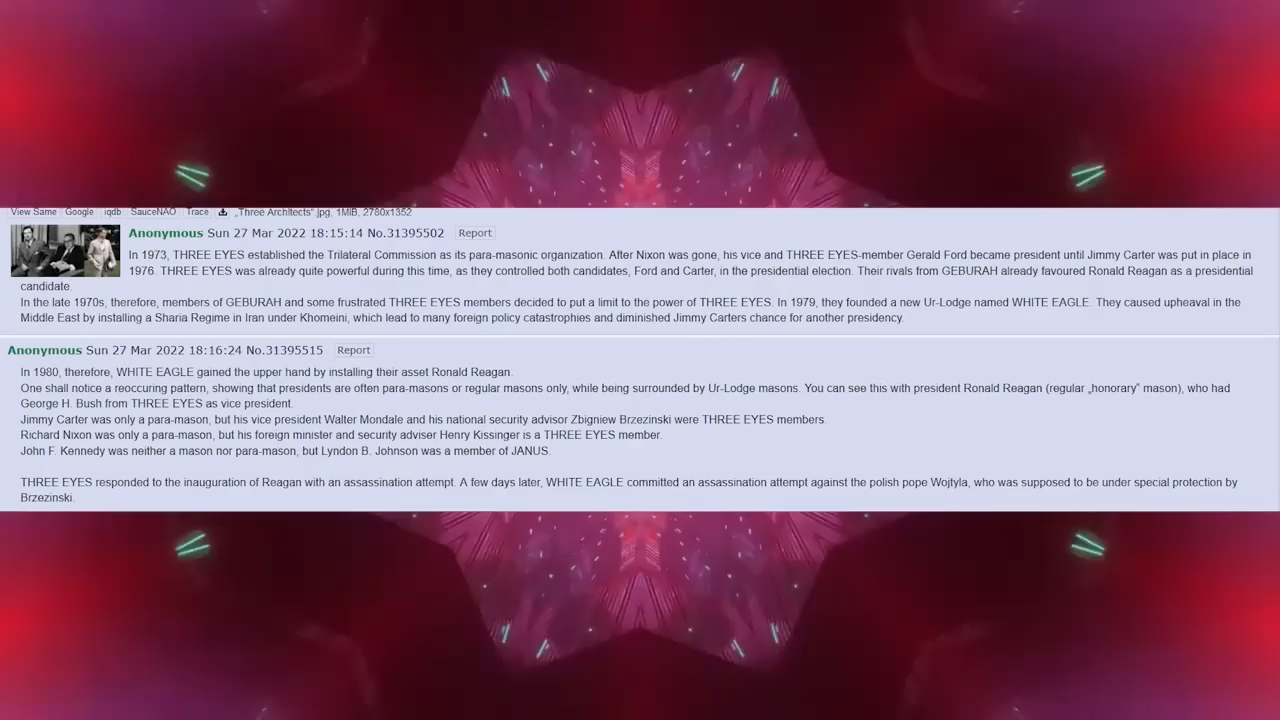 View Same Google iqdb SauceNAO Trace „Three Architects".jpg, 1MiB, 2780x1352
Anonymous Sun 27 Mar 2022 18:15:14 No.31395502 Report
In 1973, THREE EYES established the Trilateral Commission as its para-masonic organization. After Nixon was gone, his vice and THREE EYES-member Gerald Ford became president until Jimmy Carter was put in place in
1976. THREE EYES was already quite powerful during this time, as they controlled both candidates, Ford and Carter, in the presidential election. Their rivals from GEBURAH already favoured Ronald Reagan as a presidential
candidate.
In the late 1970s, therefore, members of GEBURAH and some frustrated THREE EYES members decided to put a limit to the power of THREE EYES. In 1979, they founded a new Ur-Lodge named WHITE EAGLE. They caused upheaval in the
Middle East by installing a Sharia Regime in Iran under Khomeini, which lead to many foreign policy catastrophies and diminished Jimmy Carters chance for another presidency.
Anonymous Sun 27 Mar 2022 18:16:24 No.31395515 Report
In 1980, therefore, WHITE EAGLE gained the upper hand by installing their asset Ronald Reagan.
One shall notice a reoccuring pattern, showing that presidents are often para-masons or regular masons only, while being surrounded by Ur-Lodge masons. You can see this with president Ronald Reagan (regular „honorary" mason), who had
George H. Bush from THREE EYES as vice president.
Jimmy Carter was only a para-mason, but his vice president Walter Mondale and his national security advisor Zbigniew Brzezinski were THREE EYES members.
Richard Nixon was only a para-mason, but his foreign minister and security adviser Henry Kissinger is a THREE EYES member.
John F. Kennedy was neither a mason nor para-mason, but Lyndon B. Johnson was a member of JANUS.
THREE EYES responded to the inauguration of Reagan with an assassination attempt. A few days later, WHITE EAGLE committed an assassination attempt against the polish pope Wojtyla, who was supposed to be under special protection by
Brzezinski.